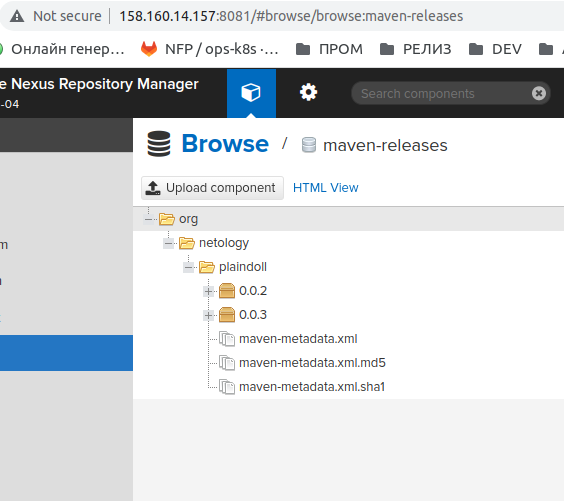 Not secure 158.160.14.157:8081/#browse/browse:maven-releases
Онлайн генер… NFP / ops-k8s ·… ПРОМ РЕЛИЗ DEV
Nexus Repository Manager
-04
Search components
Browse / maven-releases
Upload component HTML View
org
netology
plaindoll
0.0.2
0.0.3
maven-metadata.xml
maven-metadata.xml.md5
maven-metadata.xml.sha1